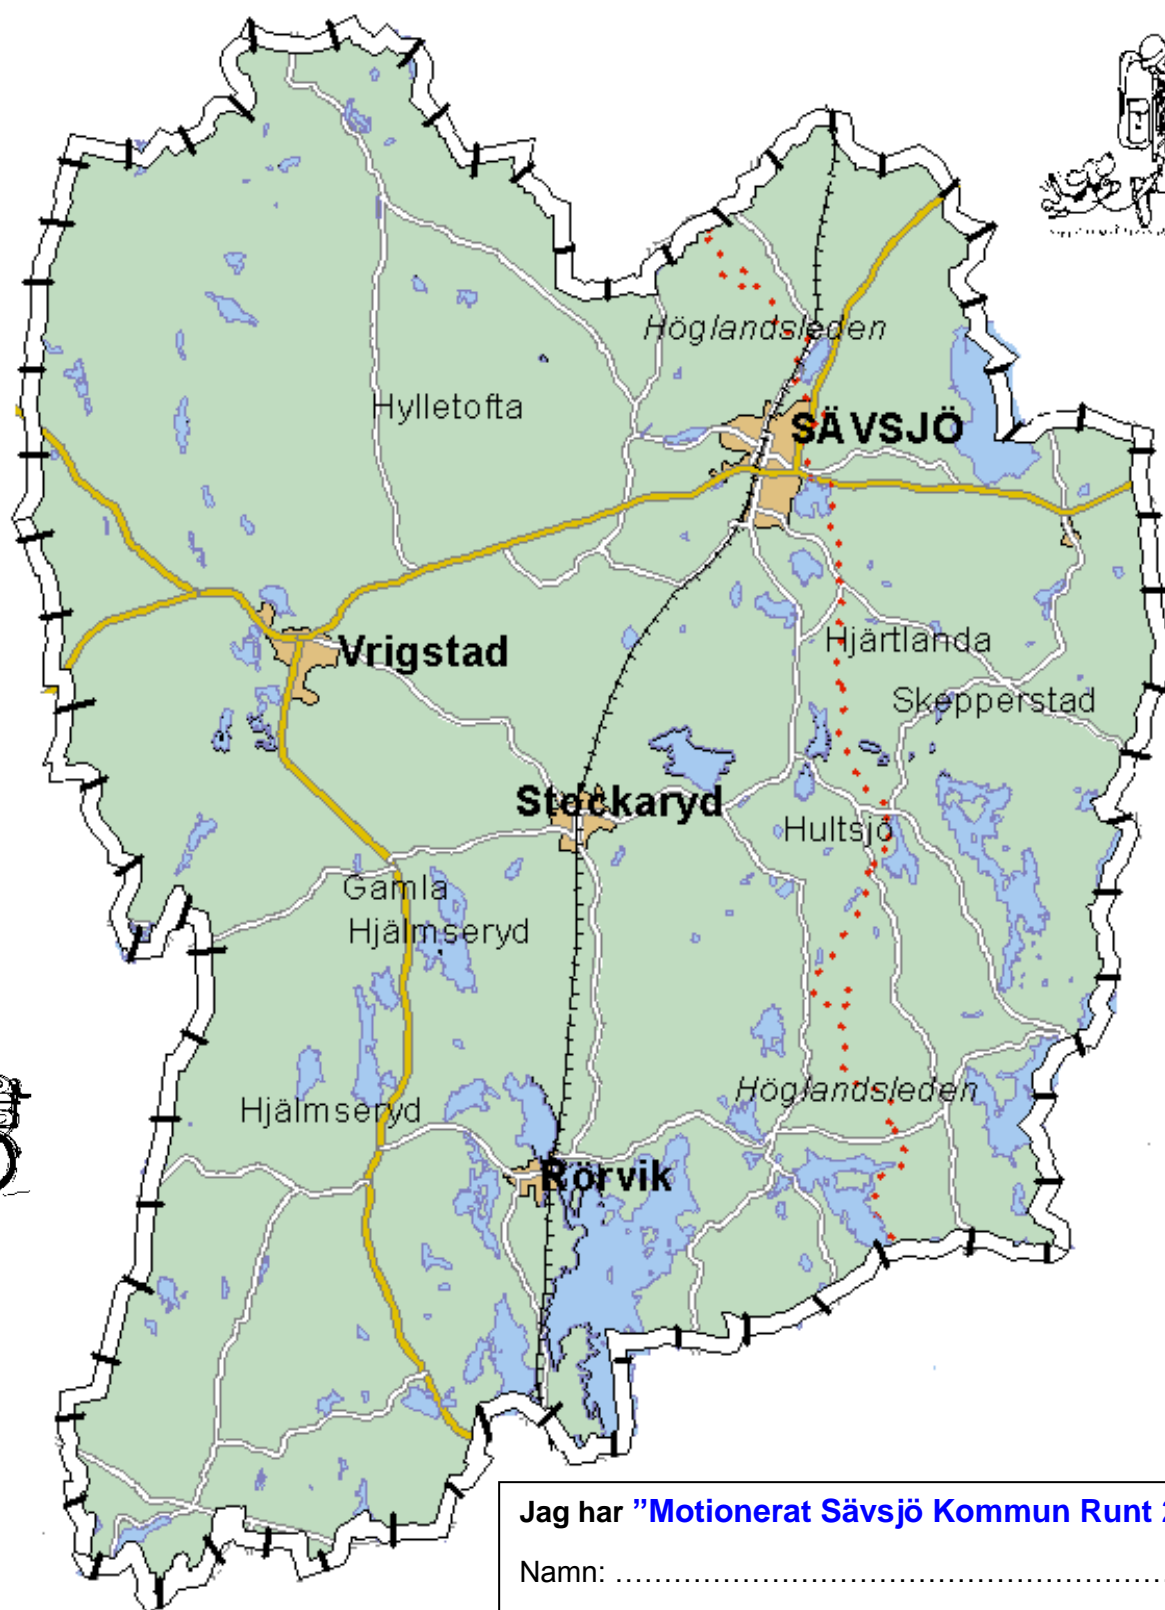 Höglandsleden
Hylletofta
SÄVSJÖ
Hjärtlanda
Vrigstad
Skepperstad
Stockaryd
Hultsjö
Gamla
Hjälmseryd
Höglandsleden
Hjälmseryd
Rörvik
Jag har ”Motionerat Sävsjö Kommun Runt
Namn: ……………………………………………………